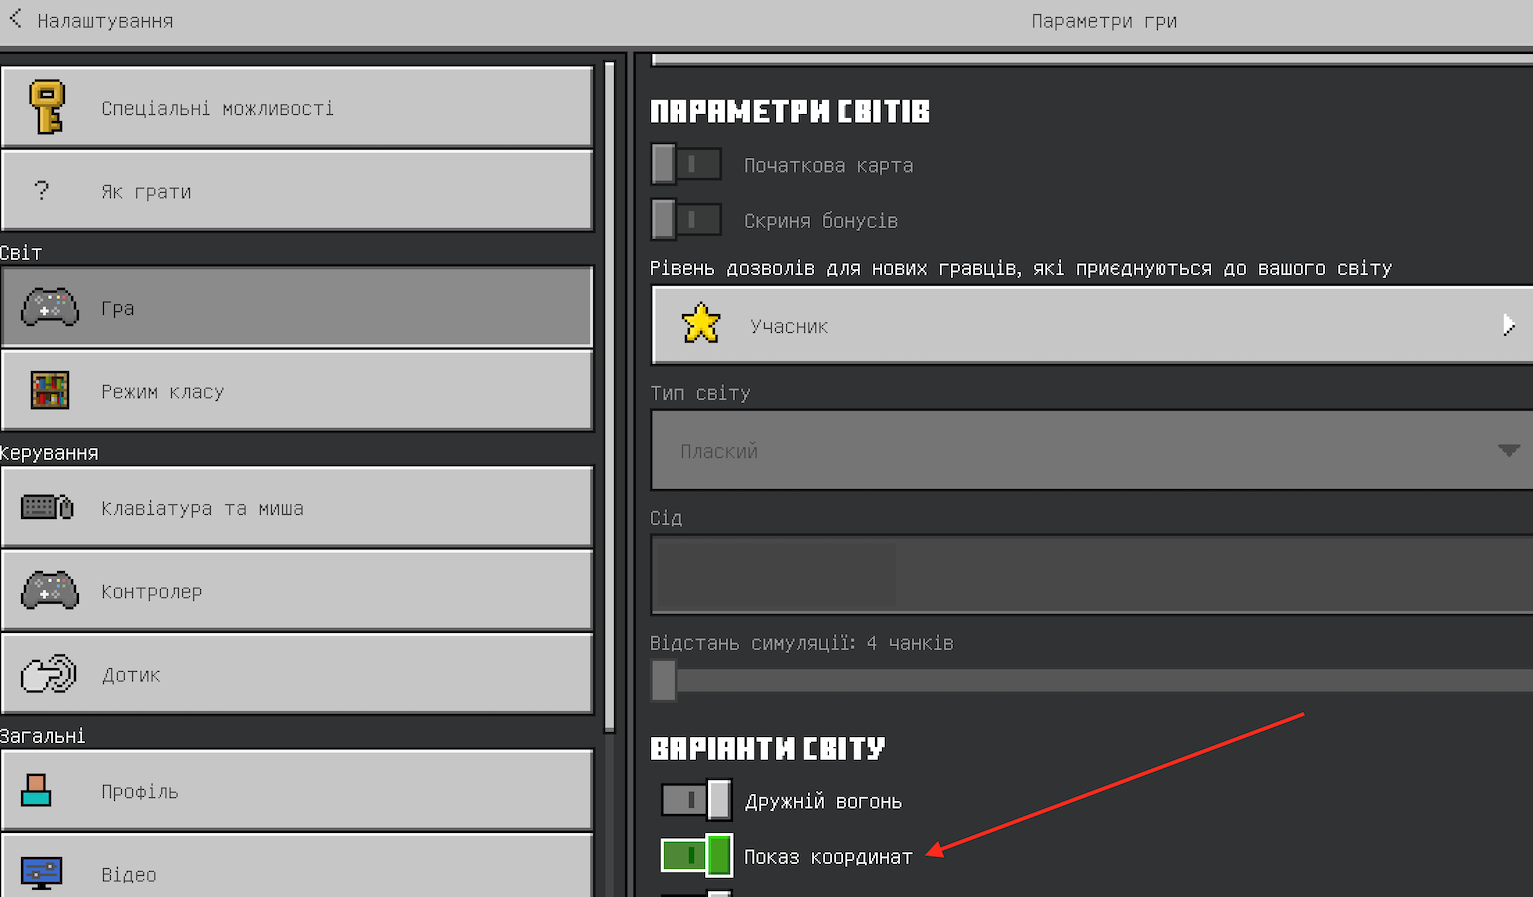 Налаштування
Параметри гри
Спеціальні можливості
? Як грати
Світ
Гра
Режим класу
Керування
Клавіатура та миша
Контролер
Дотик
Загальні
Профіль
Відео
ПАРАМЕТРИ СВІТІВ
Початкова карта
Скриня бонусів
Рівень дозволів для нових гравців, які приєднуються до вашого світу
Учасник
Тип світу
Плаский
Сід
Відстань симуляції: 4 чанків
ВАРІАНТИ СВІТУ
Дружній вогонь
Показ координат